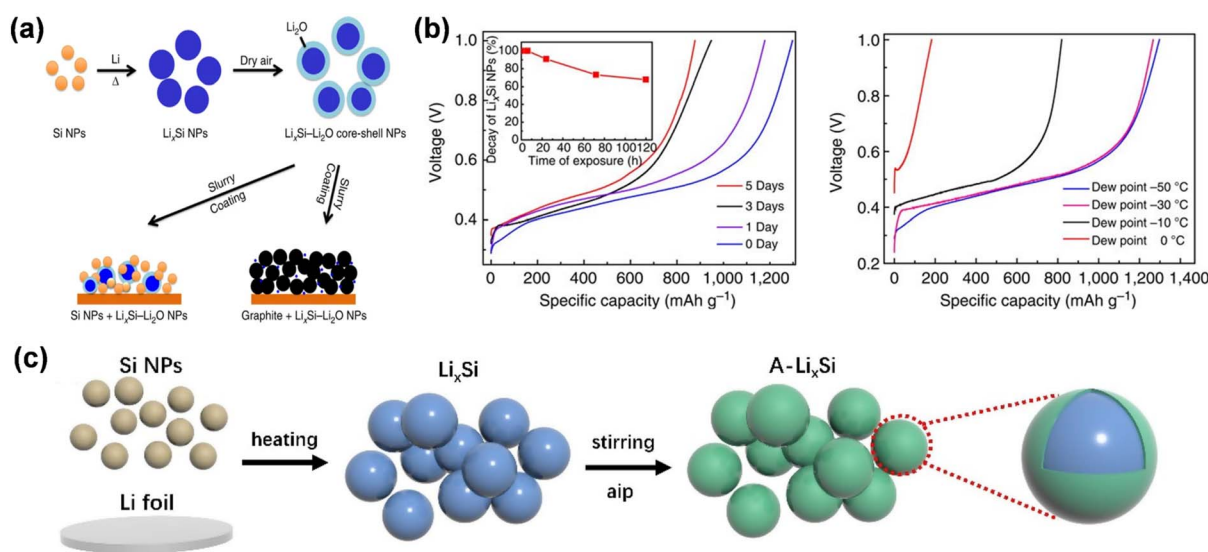 (a)
Li₂O
Li
Δ
Dry air
Si NPs
LiₓSi NPs
LiₓSi–Li₂O core-shell NPs
Slurry
Coating
Slurry
Coating
Si NPs + LiₓSi–Li₂O NPs
Graphite + LiₓSi–Li₂O NPs
(b)
Voltage (V)
1.0
0.8
0.6
0.4
Decay of LiₓSi NPs (%)
100
80
60
40
20
0
0 20 40 60 80 100 120
Time of exposure (h)
5 Days
3 Days
1 Day
0 Day
0 200 400 600 800 1,000 1,200
Specific capacity (mAh g⁻¹)
Voltage (V)
1.0
0.8
0.6
0.4
0.2
Dew point –50 °C
Dew point –30 °C
Dew point –10 °C
Dew point 0 °C
0 200 400 600 800 1,000 1,200 1,400
Specific capacity (mAh g⁻¹)
(c)
Si NPs
Li foil
heating
LiₓSi
stirring
aip
A-LiₓSi